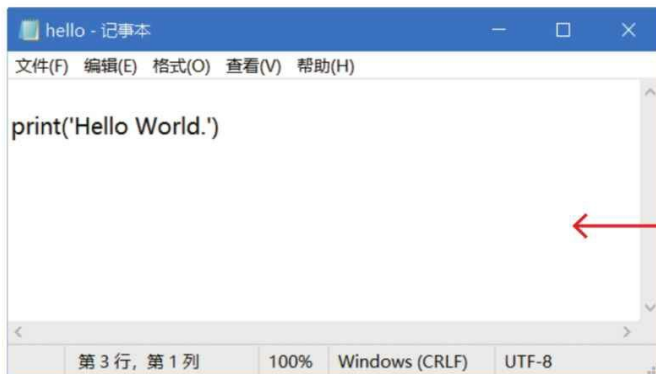 hello - 记事本
文件(F) 编辑(E) 格式(O) 查看(V) 帮助(H)
print('Hello World.')
第 3 行，第 1 列 100% Windows (CRLF) UTF-8